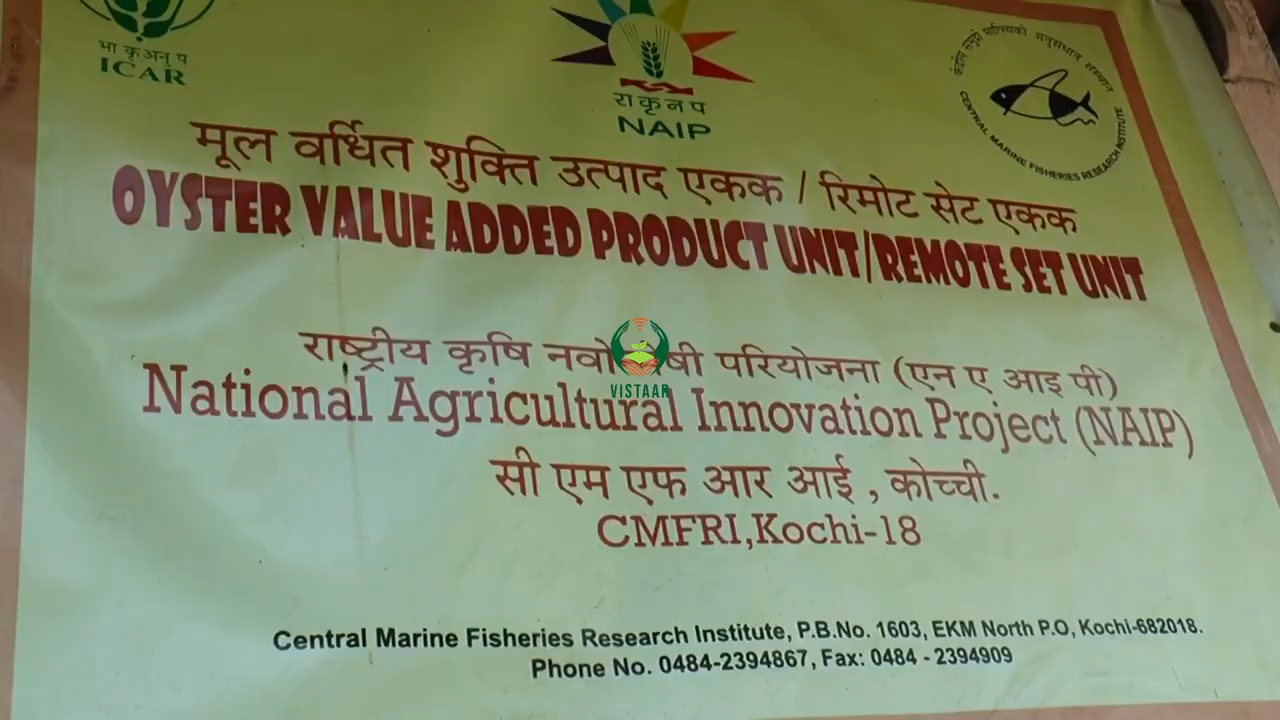 भा कृ अनु प
ICAR
रा कृ न प
NAIP
केंद्रीय समुद्री मात्स्यिकी अनुसंधान संस्थान
CENTRAL MARINE FISHERIES RESEARCH INSTITUTE
मूल वर्धित शुक्ति उत्पाद एकक / रिमोट सेट एकक
OYSTER VALUE ADDED PRODUCT UNIT/REMOTE SET UNIT
राष्ट्रीय कृषि परियोजना (एन ए आइ पी)
VISTAAR
National Agricultural Innovation Project (NAIP)
सी एम एफ आर आई , कोच्ची.
CMFRI,Kochi-18
Central Marine Fisheries Research Institute, P.B.No. 1603, EKM North P.O, Kochi-682018.
Phone No. 0484-2394867, Fax: 0484 - 2394909